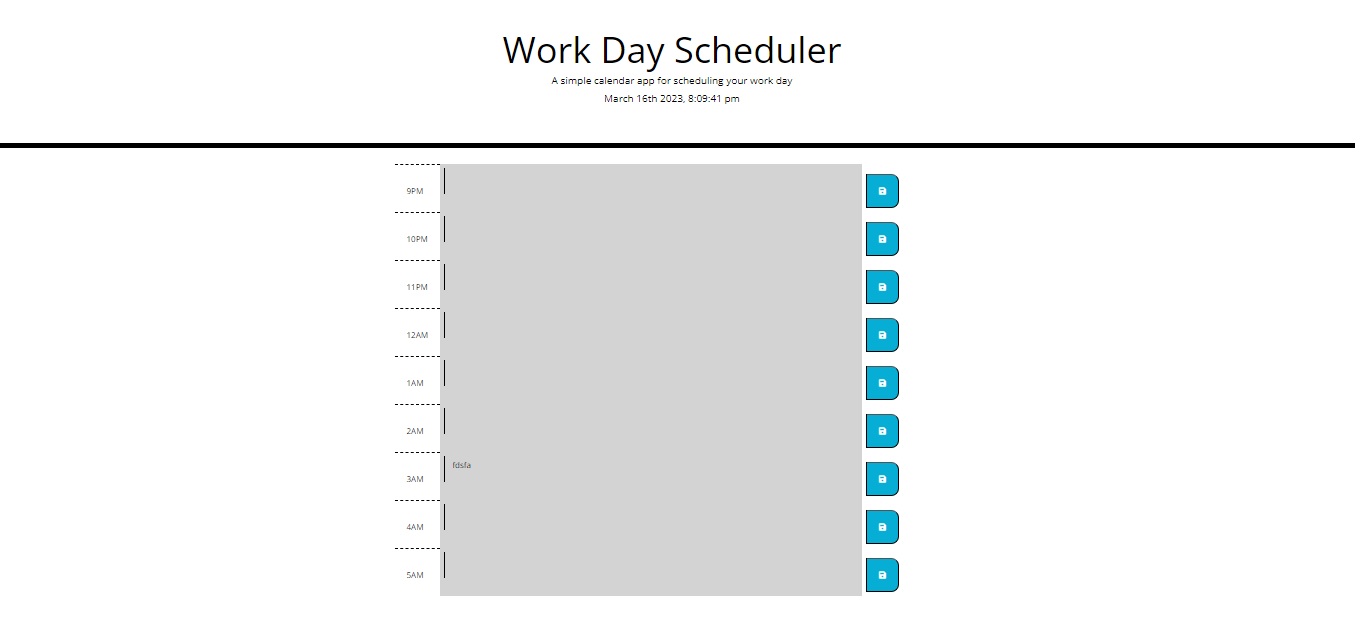 Work Day Scheduler
A simple calendar app for scheduling your work day
March 16th 2023, 8:09:41 pm
9PM
10PM
11PM
12AM
1AM
2AM
3AM fdsfa
4AM
5AM